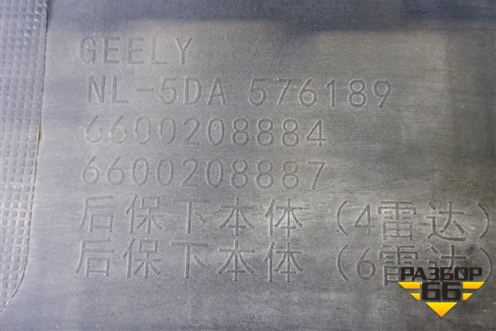 GEELY
NL-5DA 576189
6600208884
6600208887
后保下本体 (4雷达)
后保下本体 (6雷达)
РАЗБОР
66